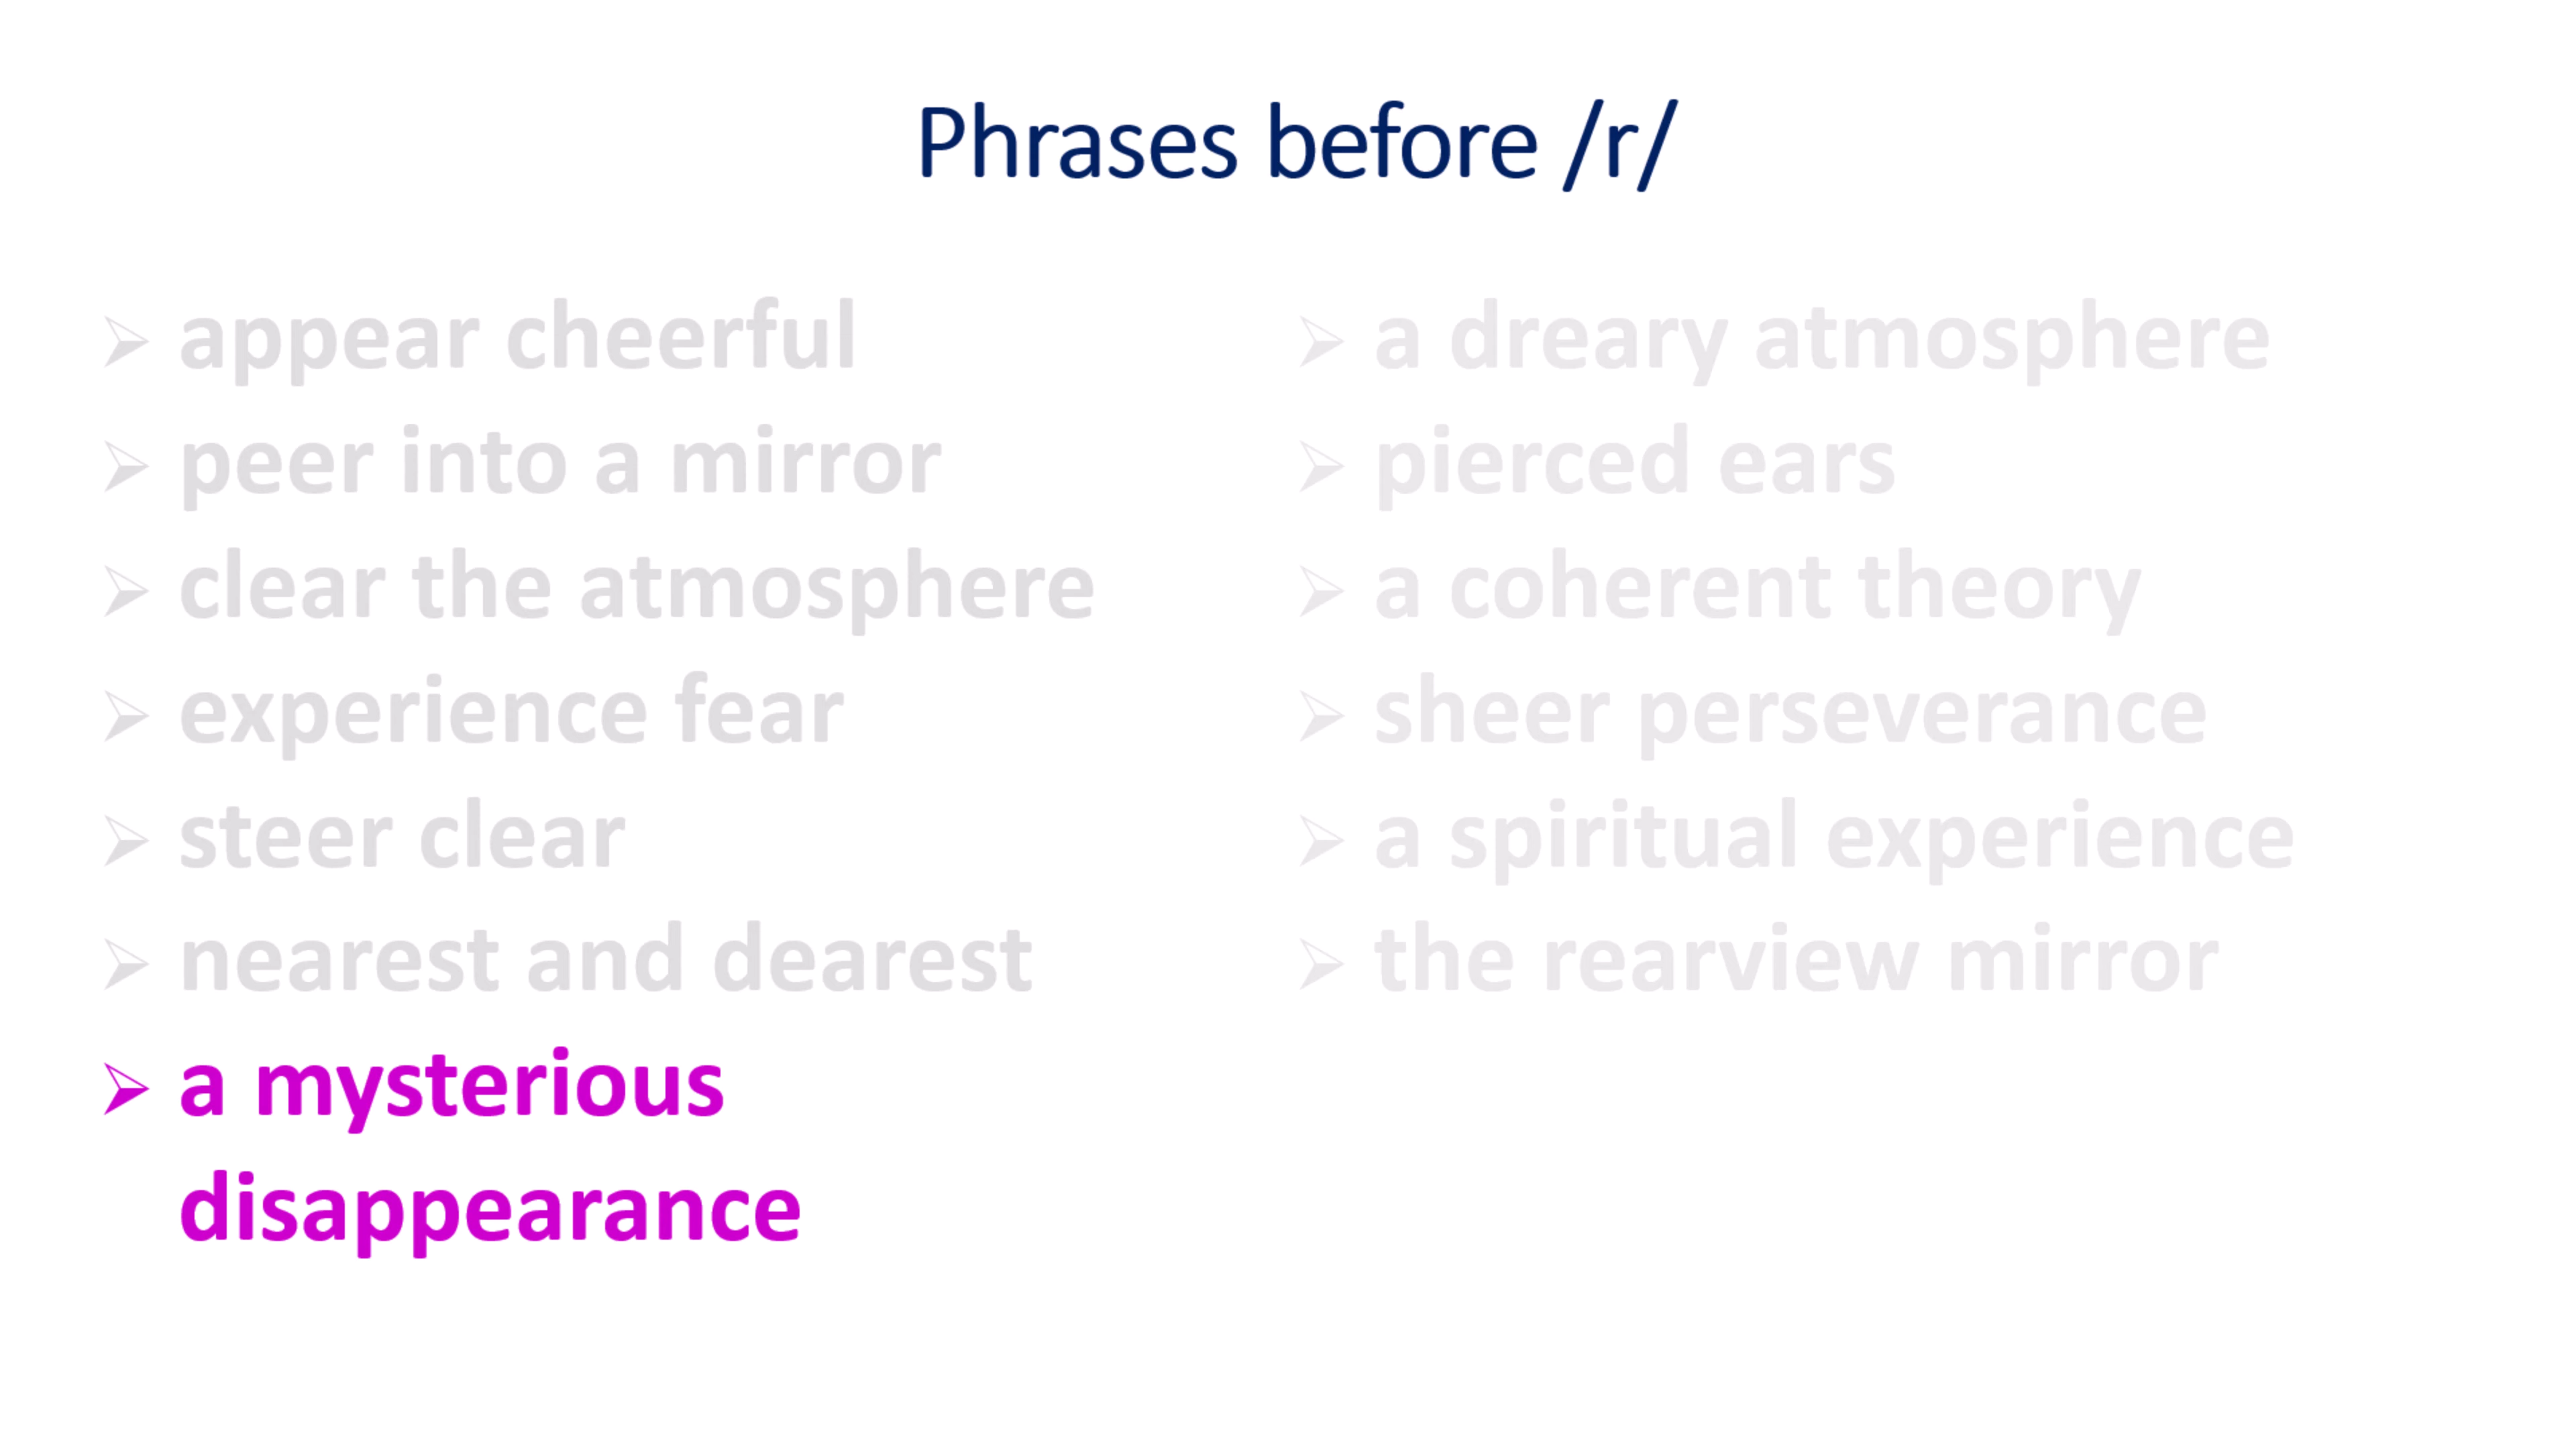 Phrases before /r/
appear cheerful
peer into a mirror
clear the atmosphere
experience fear
steer clear
nearest and dearest
a mysterious
disappearance
a dreary atmosphere
pierced ears
a coherent theory
sheer perseverance
a spiritual experience
the rearview mirror